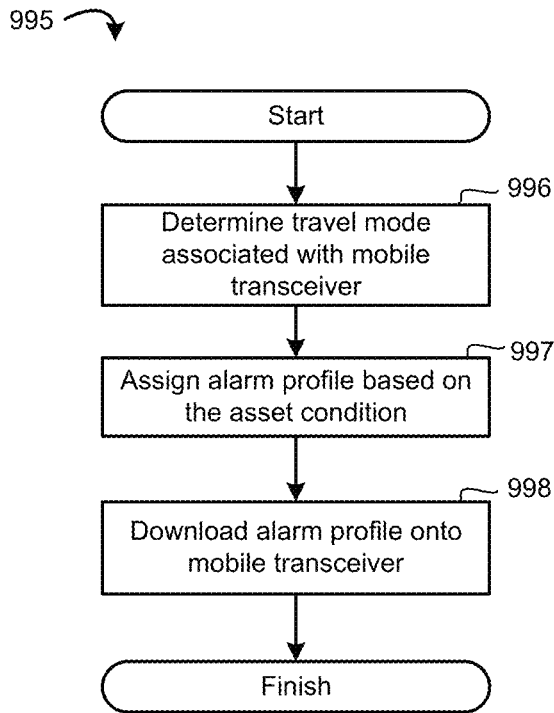 995
Start
996
Determine travel mode
associated with mobile
transceiver
997
Assign alarm profile based on
the asset condition
998
Download alarm profile onto
mobile transceiver
Finish